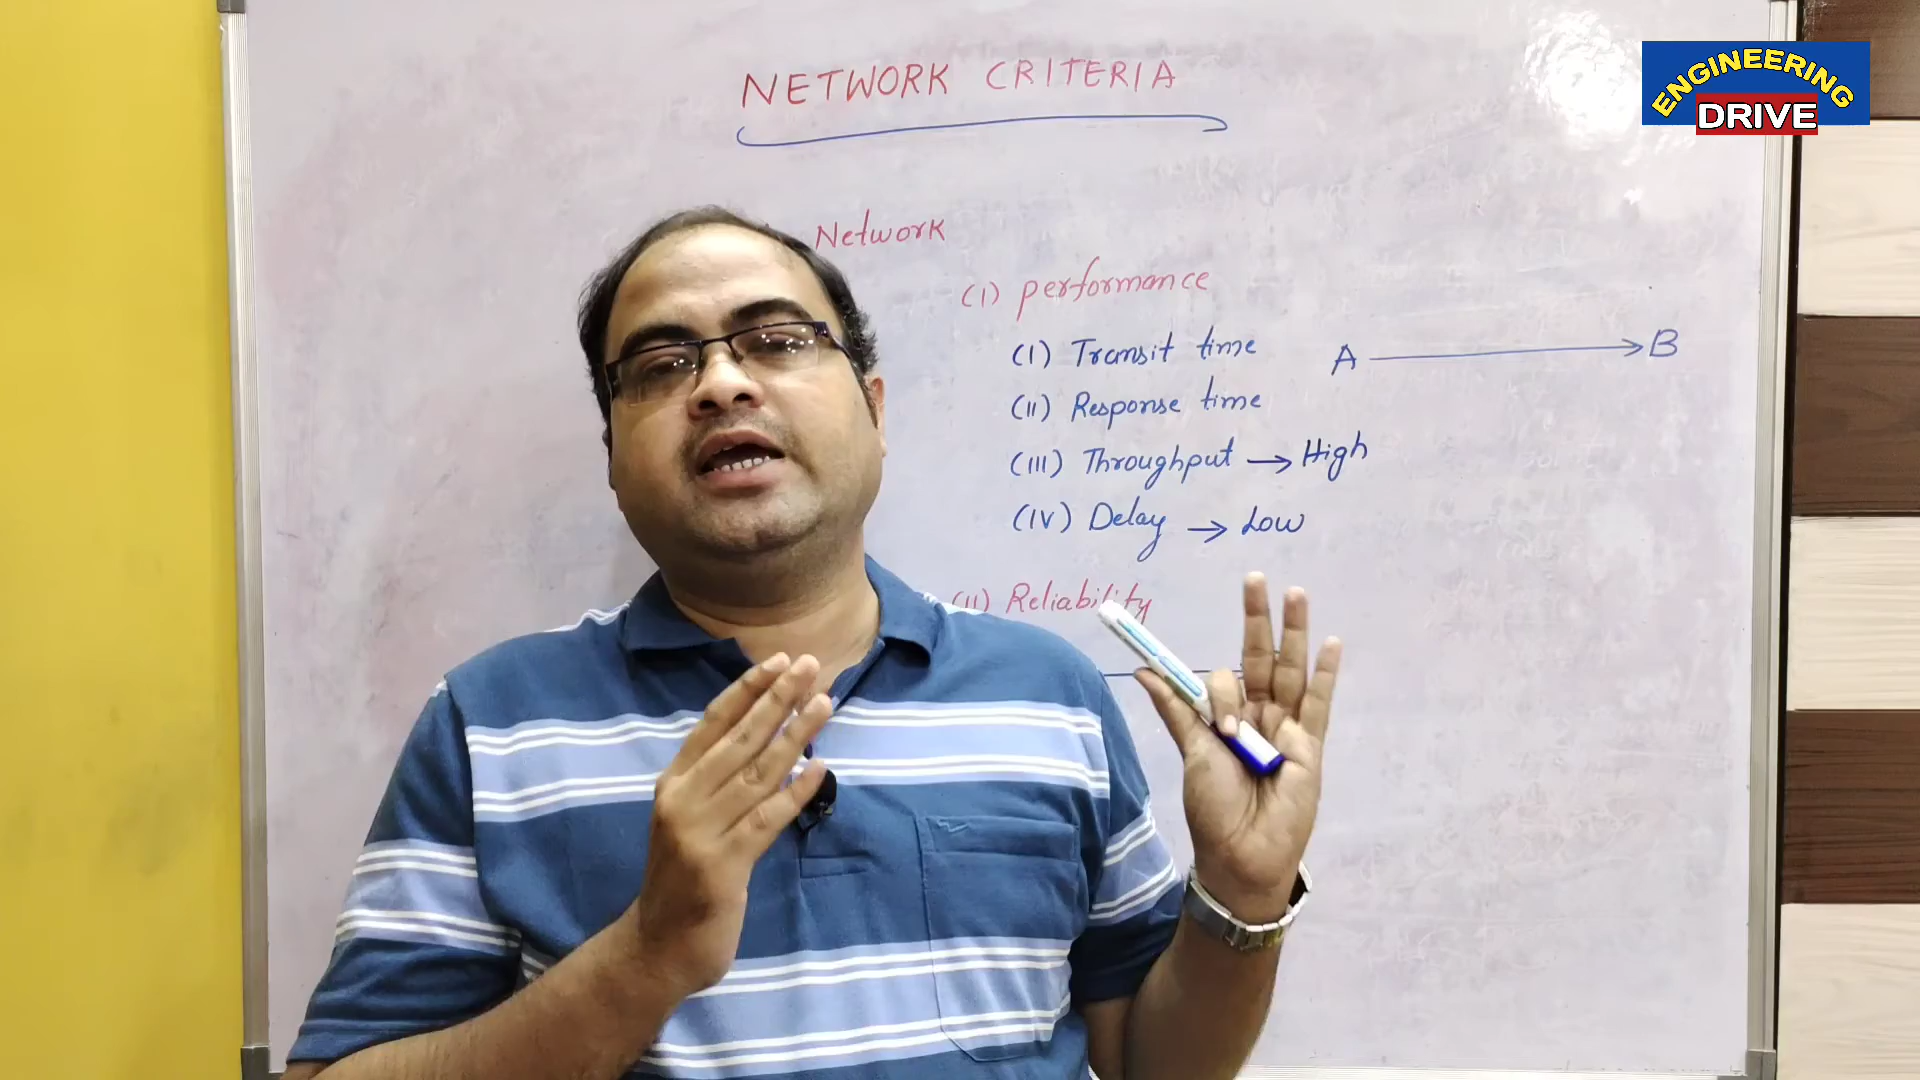 NETWORK CRITERIA
ENGINEERING
DRIVE
Network
(I) performance
(I) Transit time
A → B
(II) Response time
(III) Throughput → High
(IV) Delay → Low
(II) Reliability